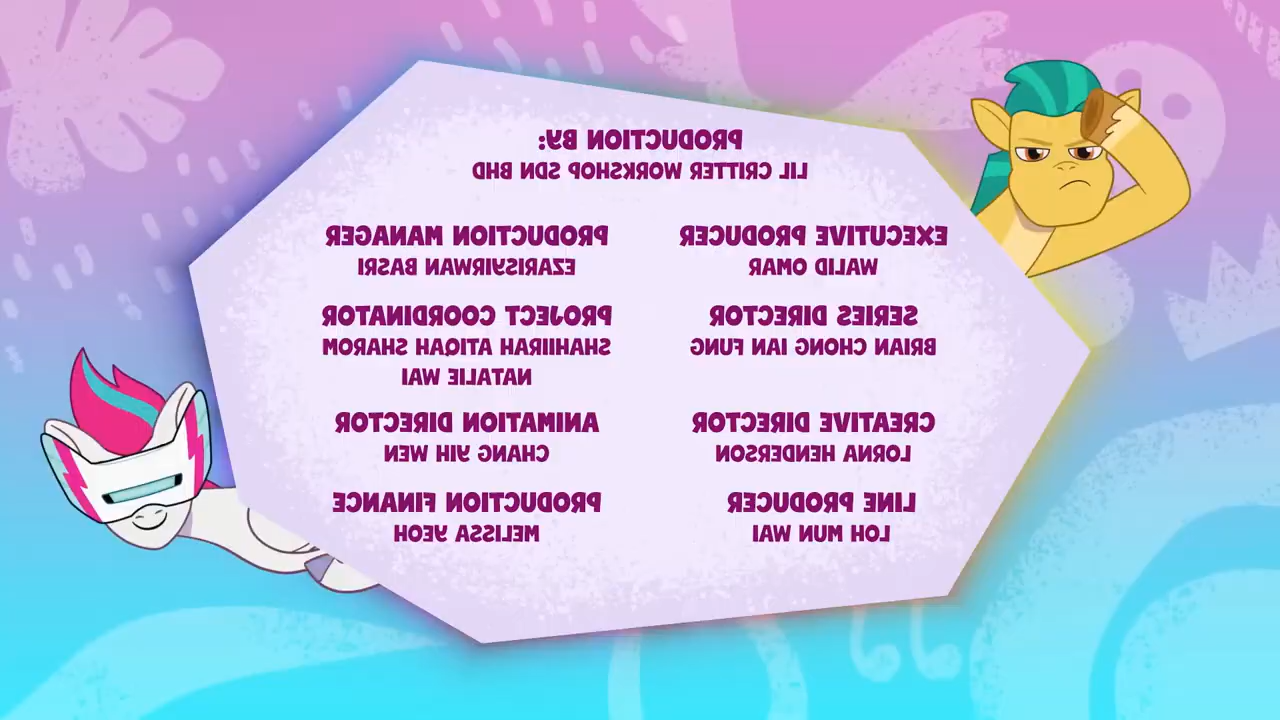 PRODUCTION BY:
LIL CRITTER WORKSHOP SDN BHD
EXECUTIVE PRODUCER
WALID OMAR
SERIES DIRECTOR
BRIAN CHONG IAN FUNG
CREATIVE DIRECTOR
LORNA HENDERSON
LINE PRODUCER
LOH MUN WAI
PRODUCTION MANAGER
EZARISYIRWAN BASRI
PROJECT COORDINATOR
SHAHIIRAH ATIQAH SHAROM
NATALIE WAI
ANIMATION DIRECTOR
CHANG YIH WEN
PRODUCTION FINANCE
MELISSA YEOH